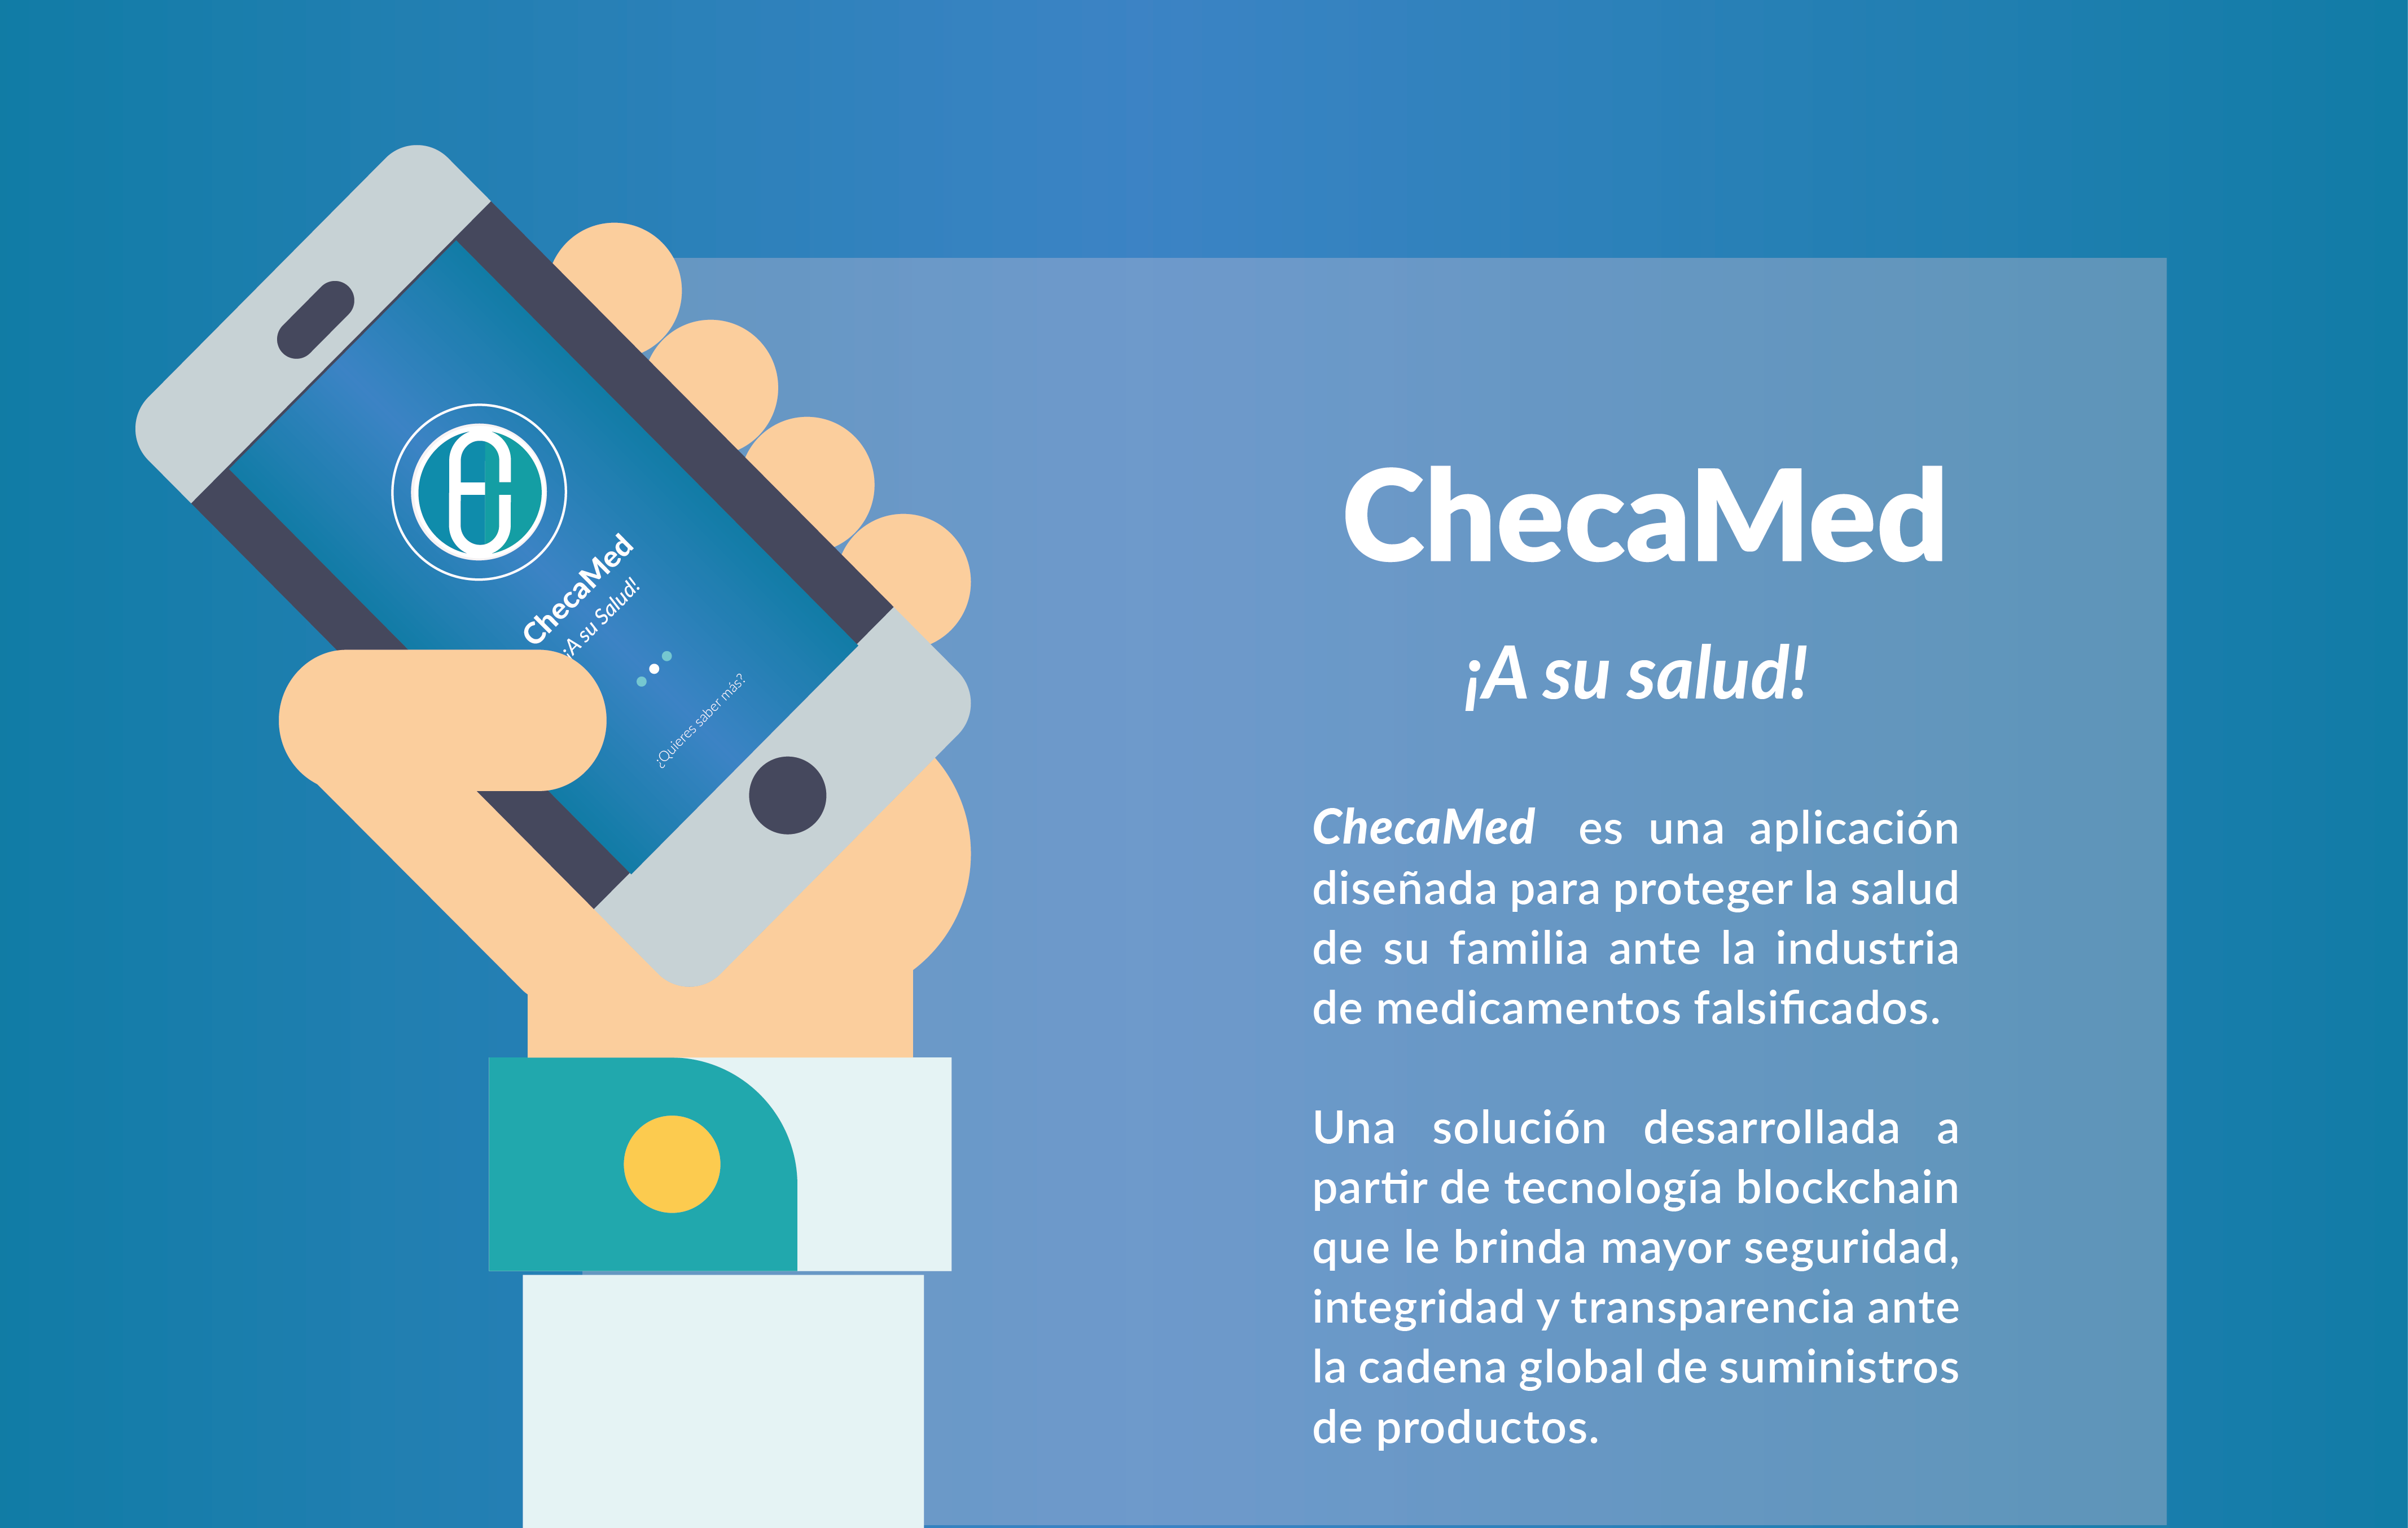 ChecaMed
¡A su Salud!
¿Quieres saber más?
ChecaMed
¡A su salud!
ChecaMed es una aplicación
diseñada para proteger la salud
de su familia ante la industria
de medicamentos falsificados.
Una solución desarrollada a
partir de tecnología blockchain
que le brinda mayor seguridad,
integridad y transparencia ante
la cadena global de suministros
de productos.